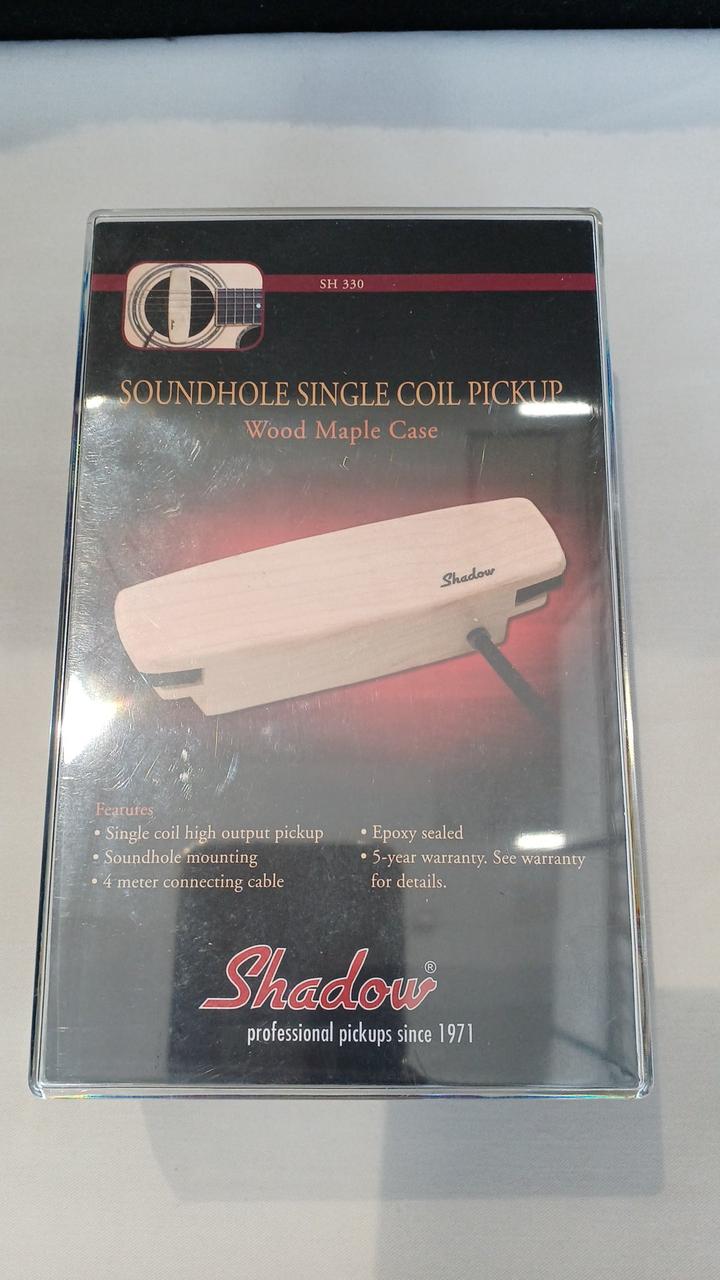 SH 330
SOUNDHOLE SINGLE COIL PICKUP
Wood Maple Case
Shadow
Features
• Single coil high output pickup
• Soundhole mounting
• 4 meter connecting cable
• Epoxy sealed
• 5-year warranty. See warranty
for details.
Shadow®
professional pickups since 1971